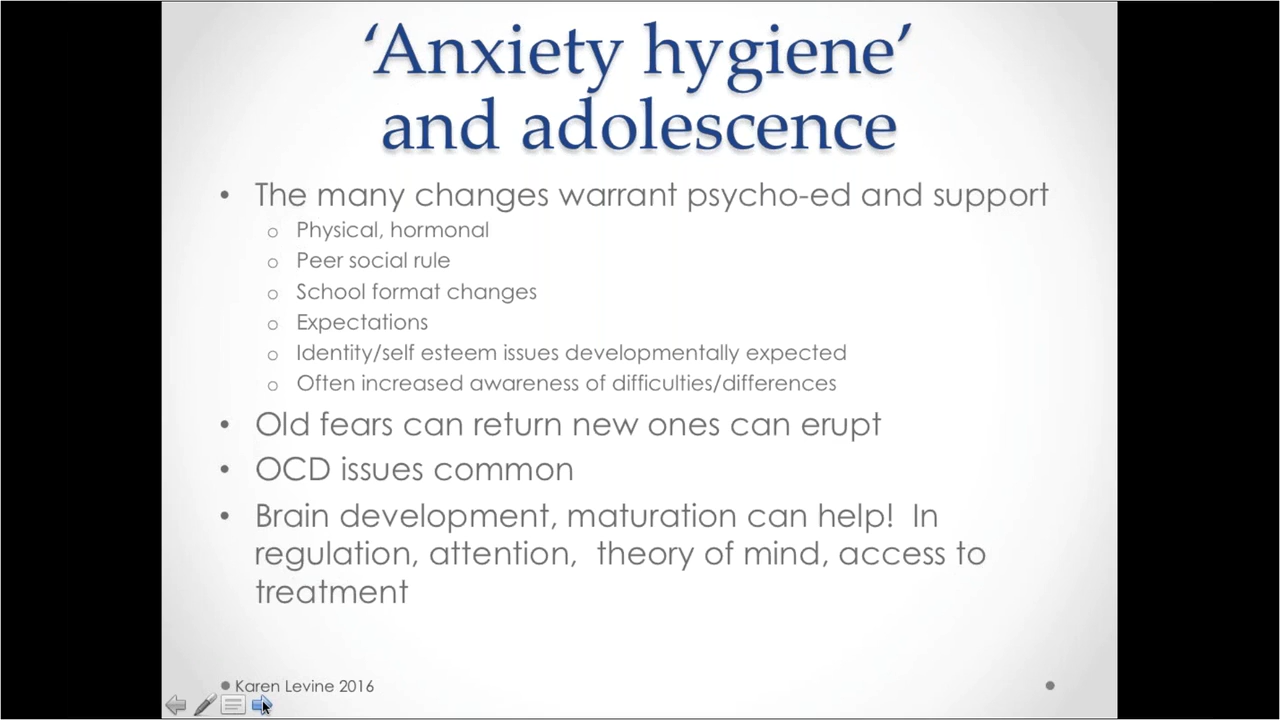 ‘Anxiety hygiene’
and adolescence
• The many changes warrant psycho-ed and support
o Physical, hormonal
o Peer social rule
o School format changes
o Expectations
o Identity/self esteem issues developmentally expected
o Often increased awareness of difficulties/differences
• Old fears can return new ones can erupt
• OCD issues common
• Brain development, maturation can help!  In
regulation, attention,  theory of mind, access to
treatment
Karen Levine 2016